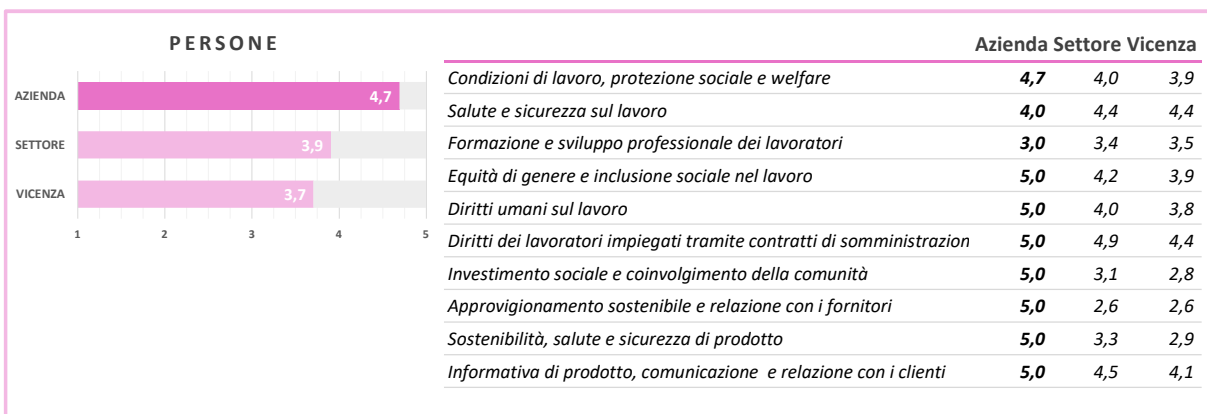 PERSONE
AZIENDA 4,7
SETTORE 3,9
VICENZA 3,7
1 2 3 4 5
Azienda Settore Vicenza
Condizioni di lavoro, protezione sociale e welfare 4,7 4,0 3,9
Salute e sicurezza sul lavoro 4,0 4,4 4,4
Formazione e sviluppo professionale dei lavoratori 3,0 3,4 3,5
Equità di genere e inclusione sociale nel lavoro 5,0 4,2 3,9
Diritti umani sul lavoro 5,0 4,0 3,8
Diritti dei lavoratori impiegati tramite contratti di somministrazion 5,0 4,9 4,4
Investimento sociale e coinvolgimento della comunità 5,0 3,1 2,8
Approvigionamento sostenibile e relazione con i fornitori 5,0 2,6 2,6
Sostenibilità, salute e sicurezza di prodotto 5,0 3,3 2,9
Informativa di prodotto, comunicazione e relazione con i clienti 5,0 4,5 4,1